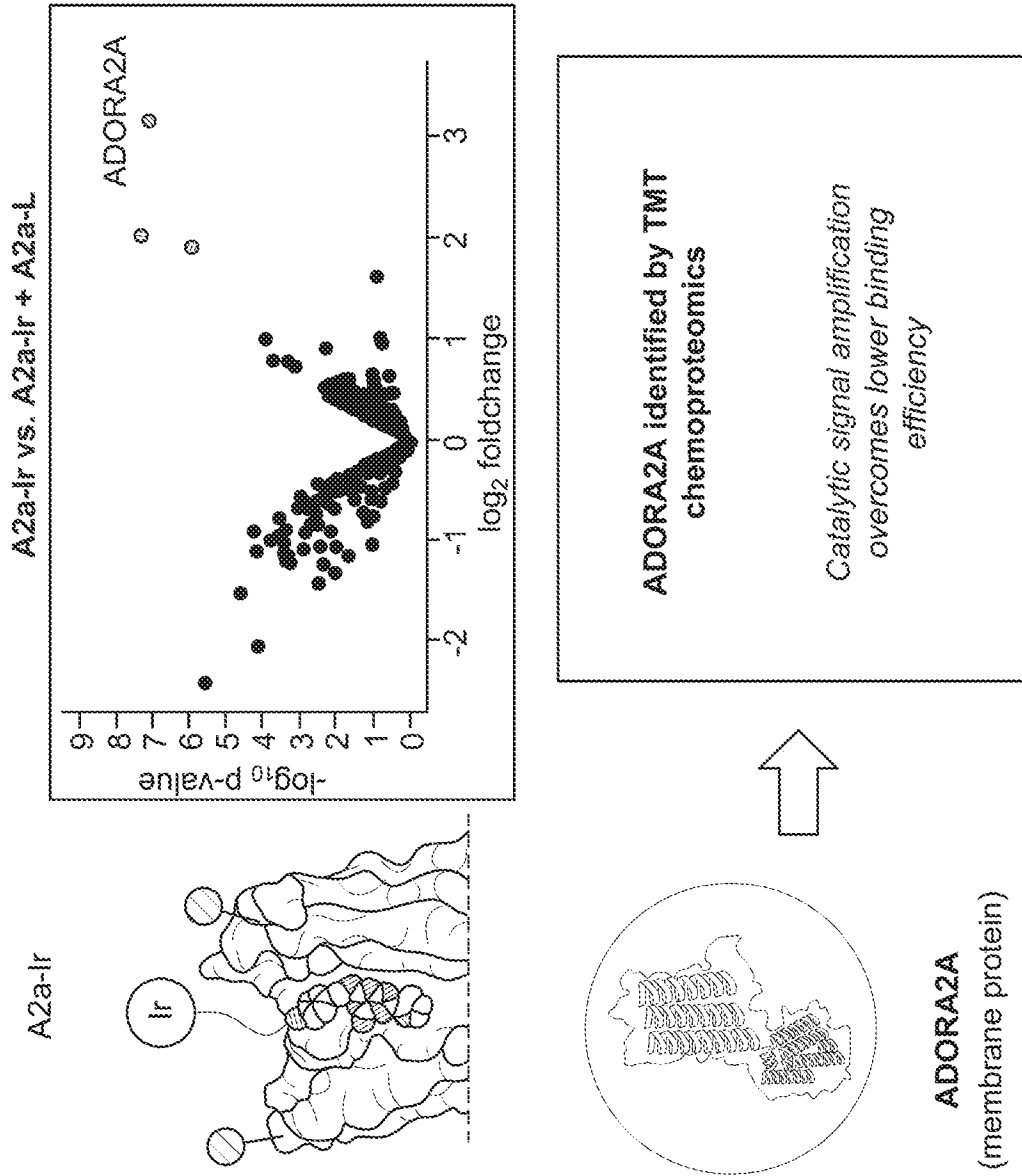 A2a-Ir
Ir
A2a-Ir vs. A2a-Ir + A2a-L
-log10 p-value
9
8
7
6
5
4
3
2
1
0
-2
-1
0
1
2
3
log2 foldchange
ADORA2A
ADORA2A
(membrane protein)
ADORA2A identified by TMT
chemoproteomics
Catalytic signal amplification
overcomes lower binding
efficiency